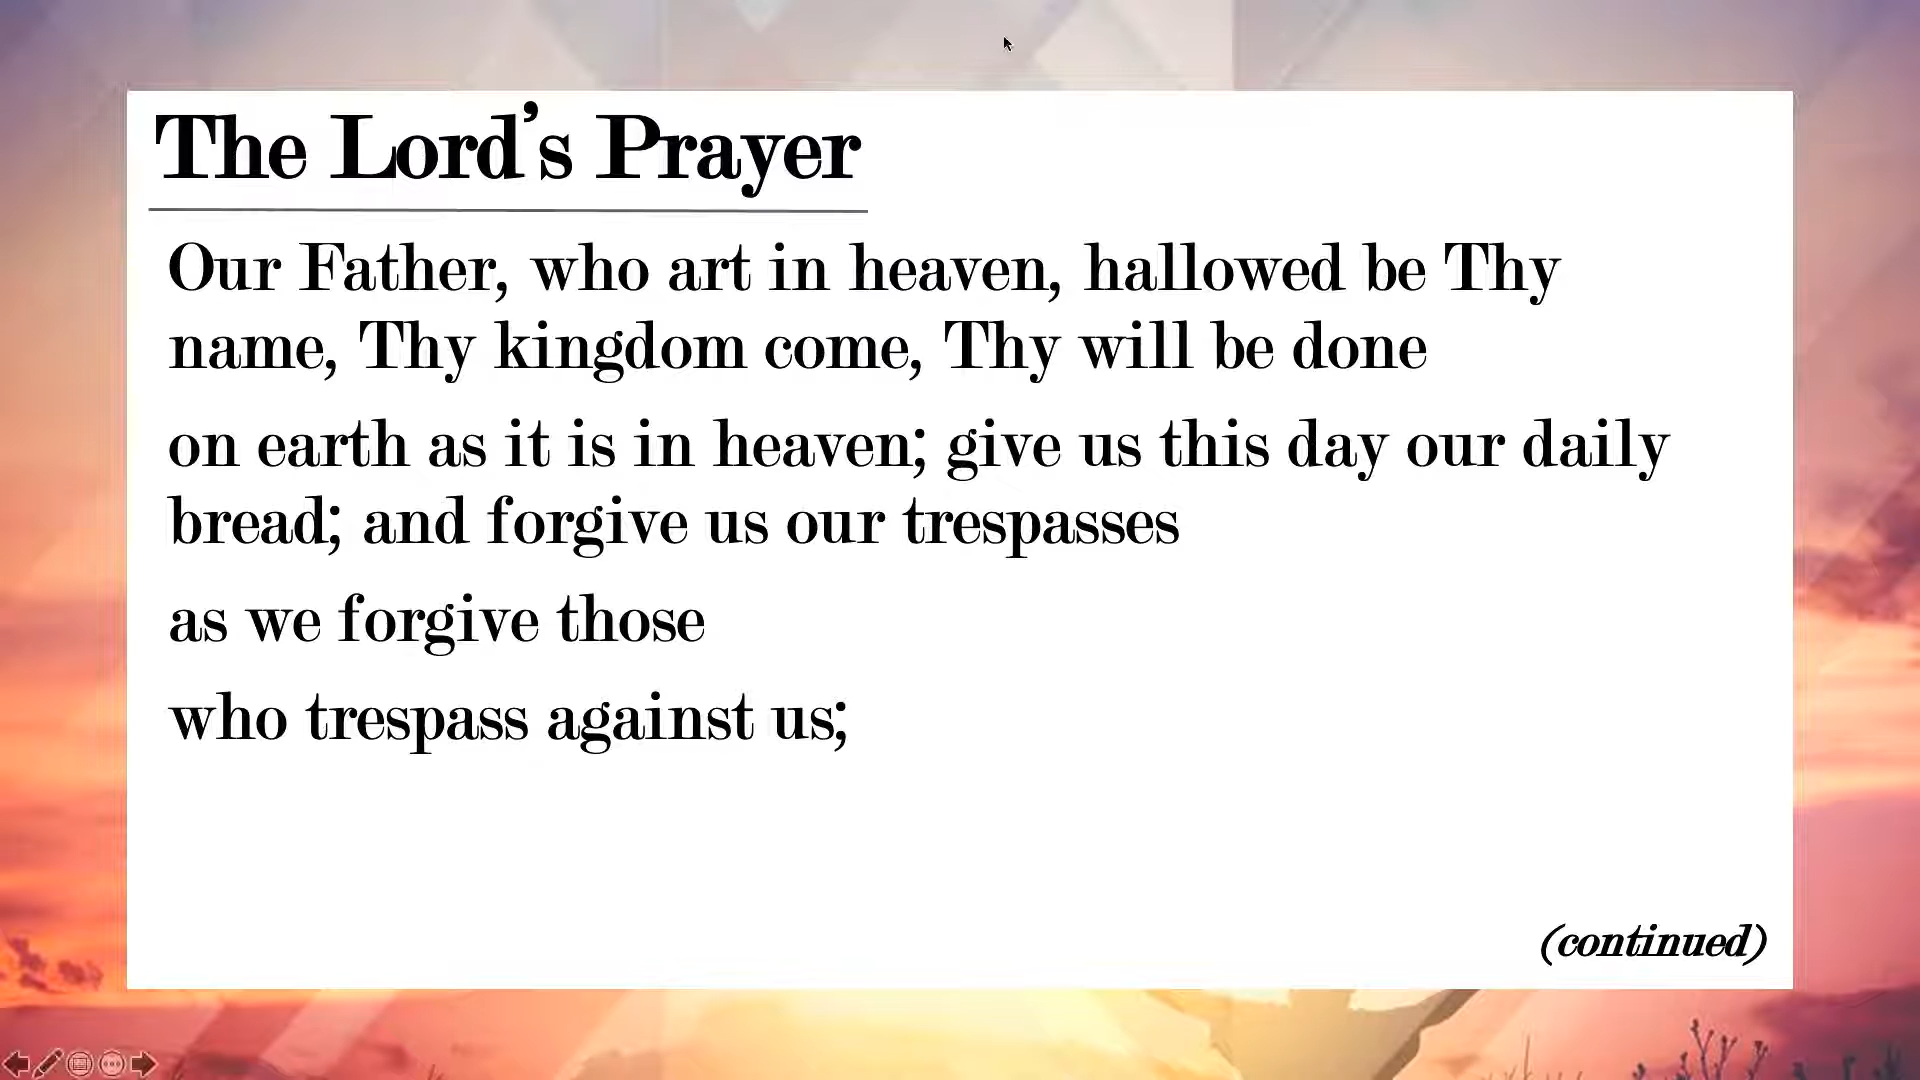 The Lord’s Prayer
Our Father, who art in heaven, hallowed be Thy
name, Thy kingdom come, Thy will be done
on earth as it is in heaven; give us this day our daily
bread; and forgive us our trespasses
as we forgive those
who trespass against us;
(continued)